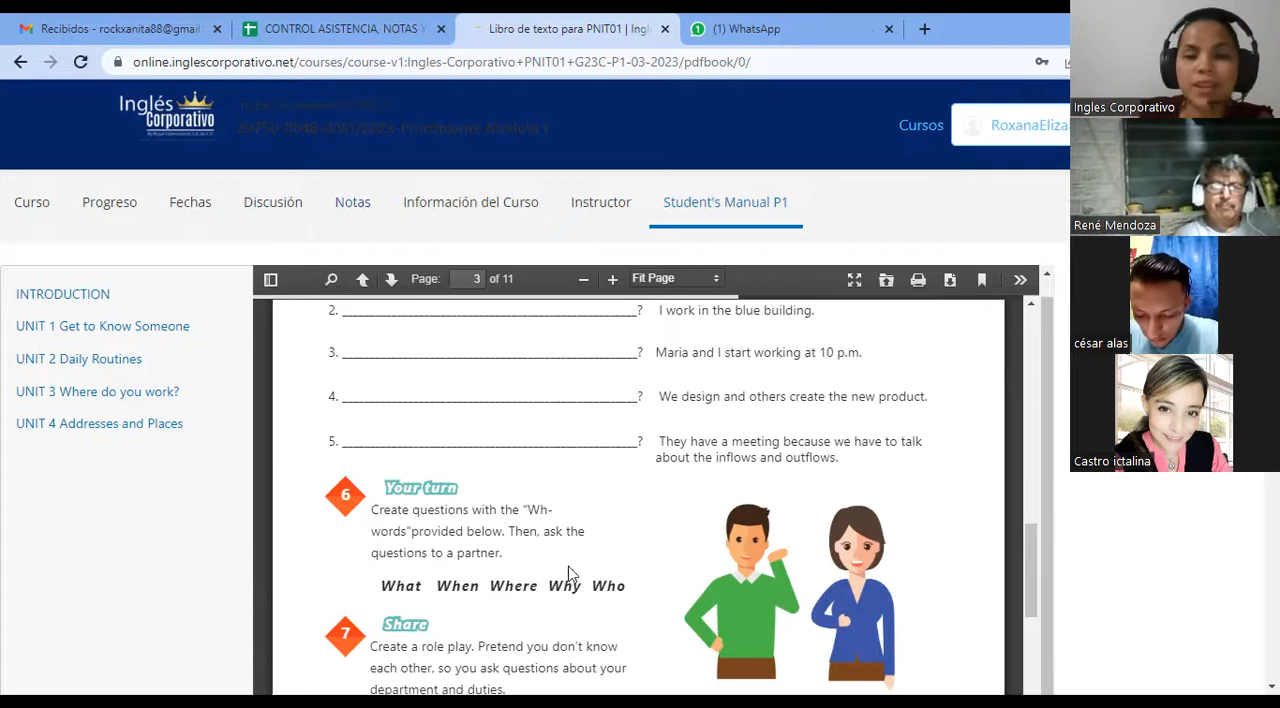 Recibidos - rockxanita88@gmail
CONTROL ASISTENCIA, NOTAS Y
Libro de texto para PNIT01 | Ingl
(1) WhatsApp
online.inglescorporativo.net/courses/course-v1:Ingles-Corporativo+PNIT01+G23C-P1-03-2023/pdfbook/0/
Inglés
Corporativo
Cursos
RoxanaEliza
Curso
Progreso
Fechas
Discusión
Notas
Información del Curso
Instructor
Student's Manual P1
INTRODUCTION
UNIT 1 Get to Know Someone
UNIT 2 Daily Routines
UNIT 3 Where do you work?
UNIT 4 Addresses and Places
Page: 3 of 11
Fit Page
2. ____________________________________? I work in the blue building.
3. ____________________________________? Maria and I start working at 10 p.m.
4. ____________________________________? We design and others create the new product.
5. ____________________________________? They have a meeting because we have to talk
about the inflows and outflows.
6 Your turn
Create questions with the “Wh-
words”provided below. Then, ask the
questions to a partner.
What When Where Why Who
7 Share
Create a role play. Pretend you don’t know
each other, so you ask questions about your
department and duties.
Ingles Corporativo
René Mendoza
césar alas
Castro ictalina